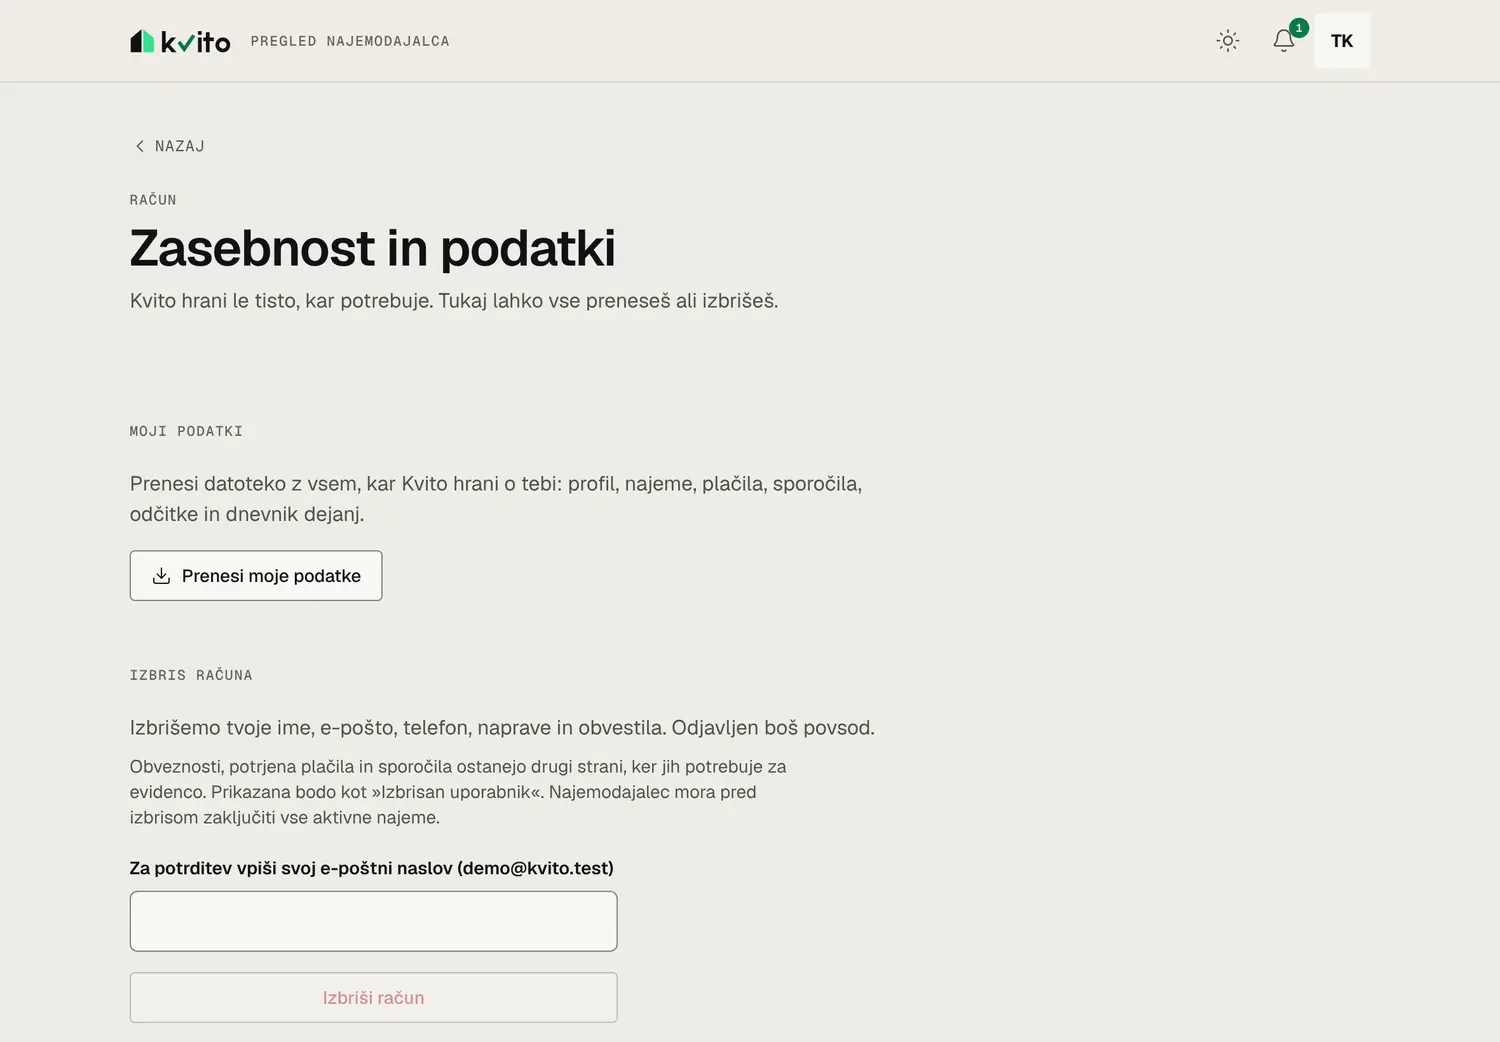 kvito PREGLED NAJEMODAJALCA
1
TK
NAZAJ
RAČUN
Zasebnost in podatki
Kvito hrani le tisto, kar potrebuje. Tukaj lahko vse preneseš ali izbrišeš.
MOJI PODATKI
Prenesi datoteko z vsem, kar Kvito hrani o tebi: profil, najeme, plačila, sporočila,
odčitke in dnevnik dejanj.
Prenesi moje podatke
IZBRIS RAČUNA
Izbrišemo tvoje ime, e-pošto, telefon, naprave in obvestila. Odjavljen boš povsod.
Obveznosti, potrjena plačila in sporočila ostanejo drugi strani, ker jih potrebuje za
evidenco. Prikazana bodo kot »Izbrisan uporabnik«. Najemodajalec mora pred
izbrisom zaključiti vse aktivne najeme.
Za potrditev vpiši svoj e-poštni naslov (demo@kvito.test)
Izbriši račun